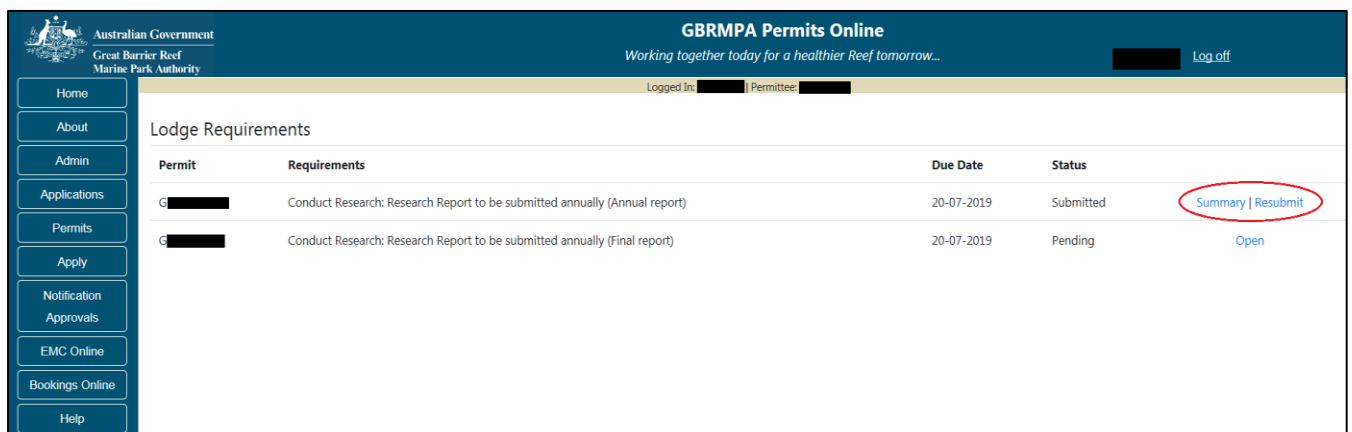 Australian Government
Great Barrier Reef
Marine Park Authority
GBRMPA Permits Online
Working together today for a healthier Reef tomorrow...
Log off
Logged In: | Permittee:
Home
About
Admin
Applications
Permits
Apply
Notification
Approvals
EMC Online
Bookings Online
Help
Lodge Requirements
Permit Requirements Due Date Status
G Conduct Research: Research Report to be submitted annually (Annual report) 20-07-2019 Submitted Summary | Resubmit
G Conduct Research: Research Report to be submitted annually (Final report) 20-07-2019 Pending Open